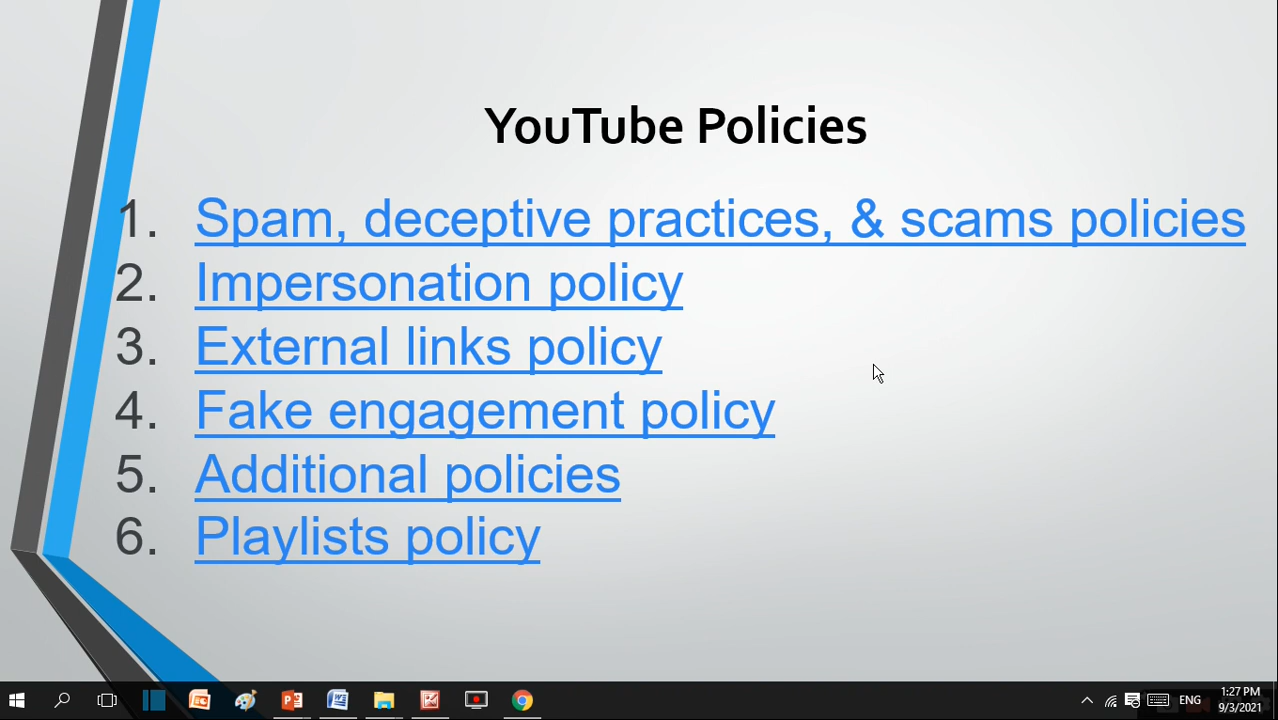 YouTube Policies
1. Spam, deceptive practices, & scams policies
2. Impersonation policy
3. External links policy
4. Fake engagement policy
5. Additional policies
6. Playlists policy
ENG
1:27 PM
9/3/2021